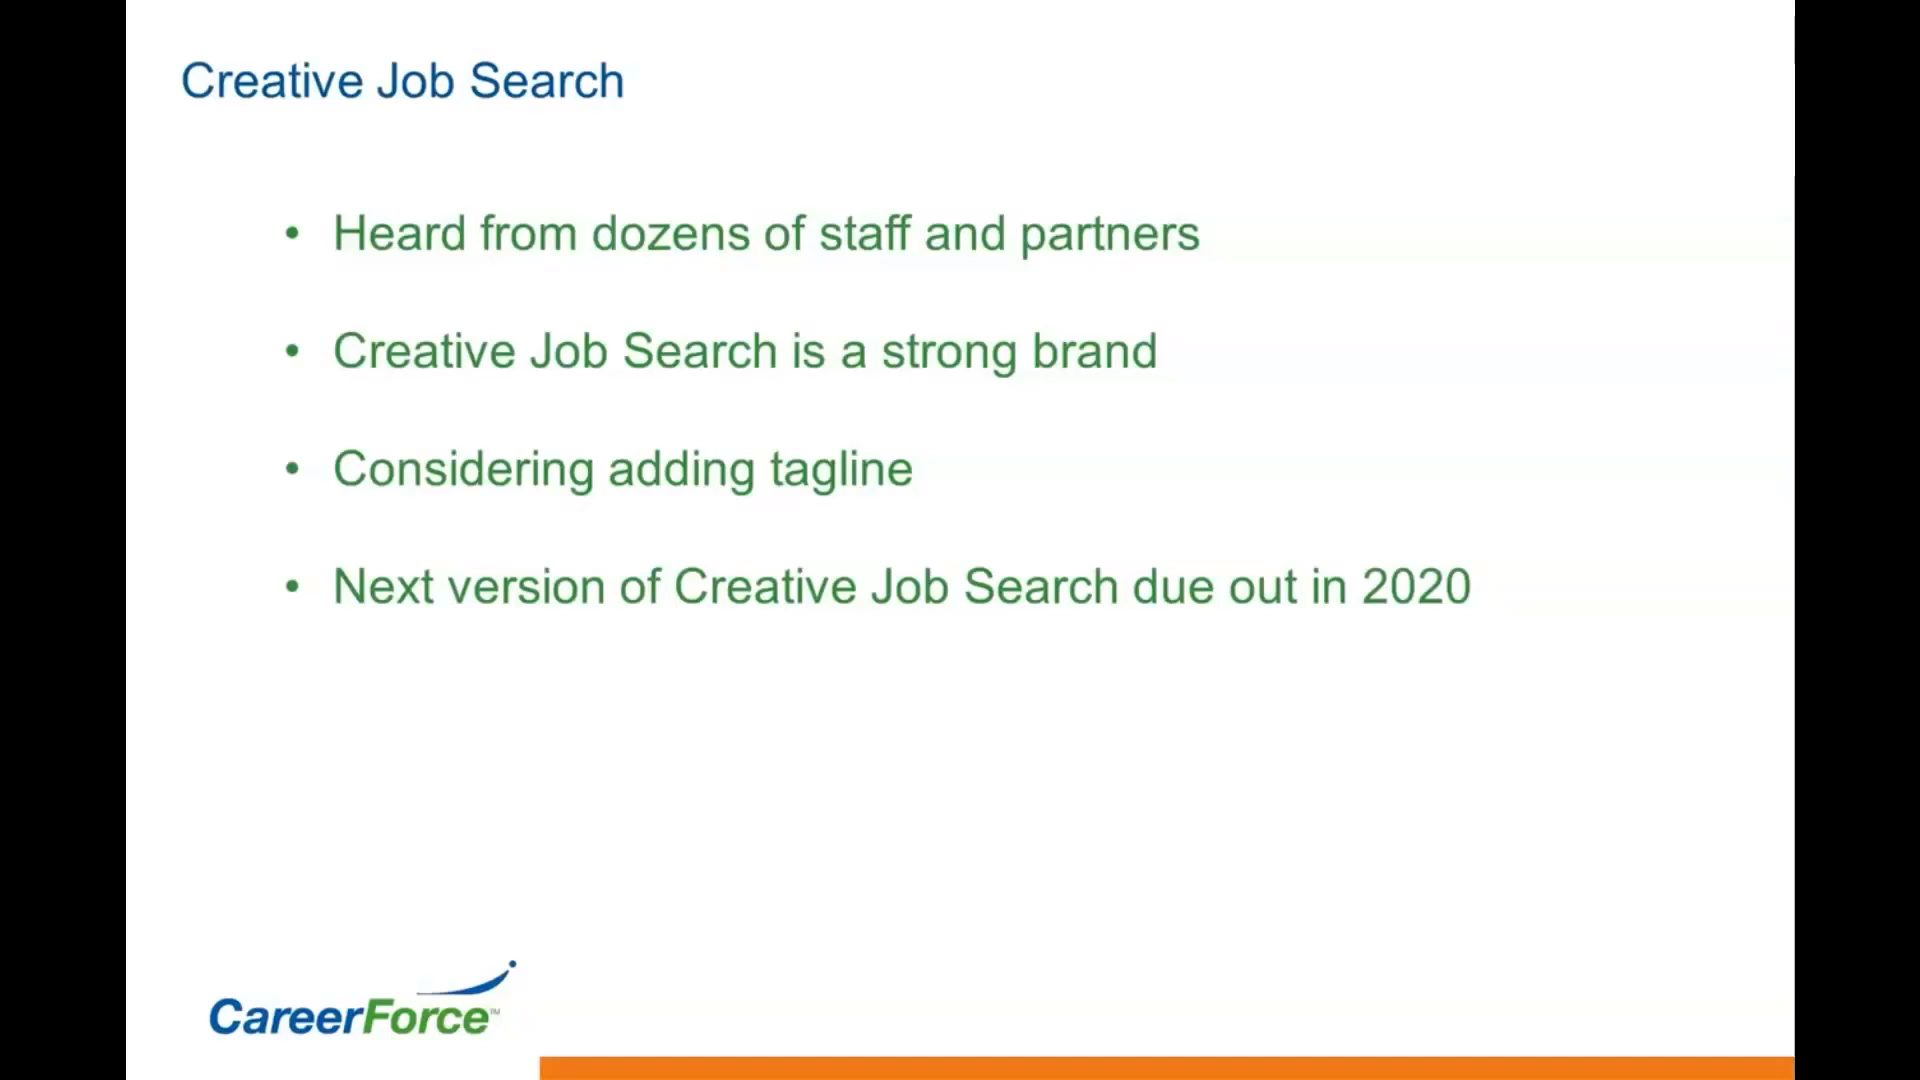 Creative Job Search
• Heard from dozens of staff and partners
• Creative Job Search is a strong brand
• Considering adding tagline
• Next version of Creative Job Search due out in 2020
CareerForce™